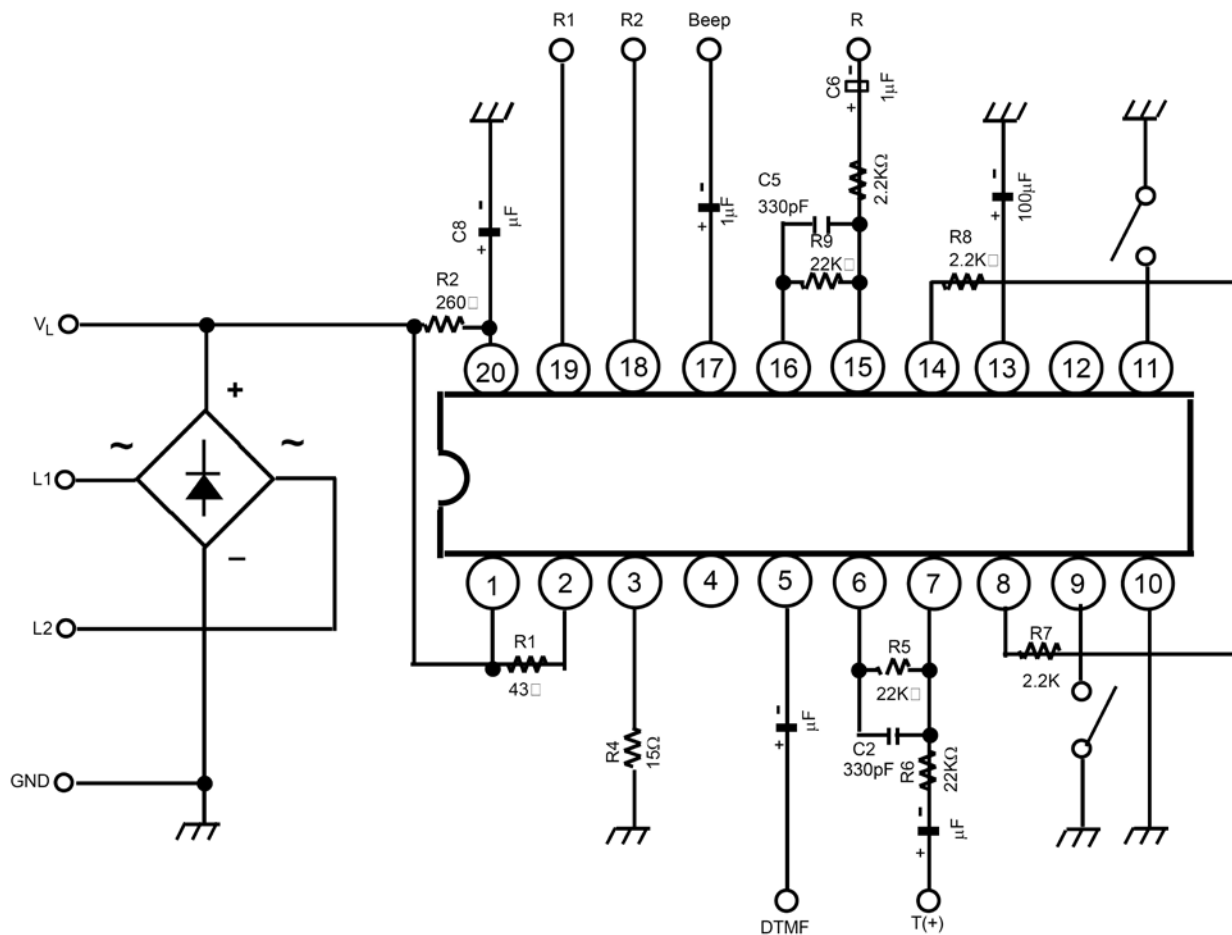 R1
R2
Beep
R
-
C6
1µF
+
2.2KΩ
-
C8
µF
+
-
1µF
+
C5
330pF
R9
22K□
-
100µF
+
R8
2.2K□
R2
260□
VL
20
19
18
17
16
15
14
13
12
11
+
~
~
L1
−
L2
GND
1
2
3
4
5
6
7
8
9
10
R1
43□
R4
15Ω
-
µF
+
R5
22K□
C2
330pF
R6
22KΩ
-
µF
+
R7
2.2K
DTMF
T(+)